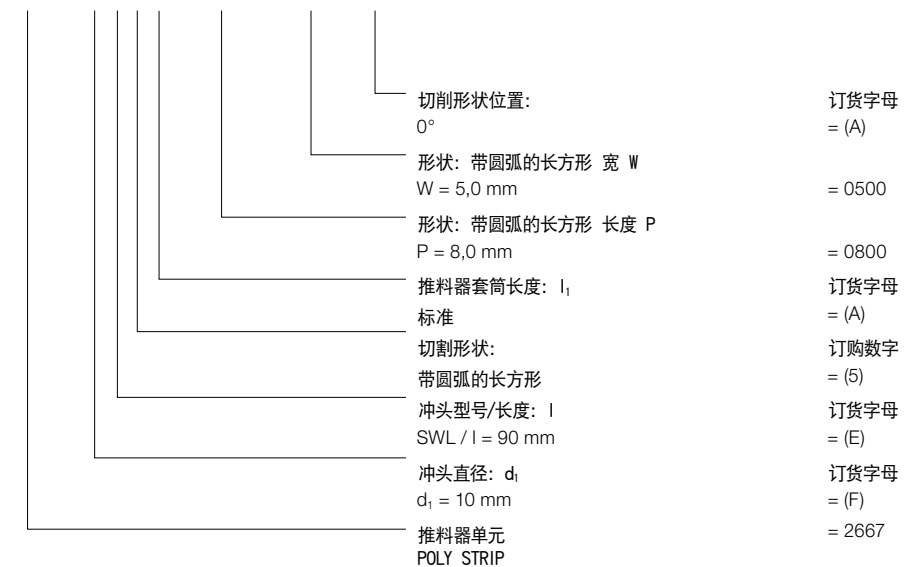 切削形状位置: 订货字母
0° = (A)
形状: 带圆弧的长方形 宽 W
W = 5,0 mm = 0500
形状: 带圆弧的长方形 长度 P
P = 8,0 mm = 0800
推料器套筒长度: l₁ 订货字母
标准 = (A)
切割形状: 订购数字
带圆弧的长方形 = (5)
冲头型号/长度: l 订货字母
SWL / l = 90 mm = (E)
冲头直径: d₁ 订货字母
d₁ = 10 mm = (F)
推料器单元 = 2667
POLY STRIP